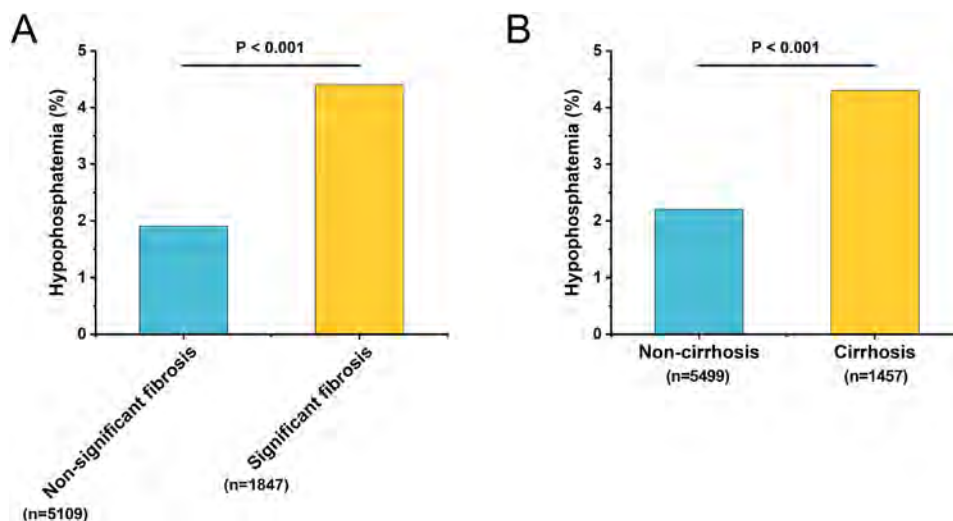 A
P < 0.001
5
4
3
2
1
0
Hypophosphatemia (%)
Non-significant fibrosis
(n=5109)
Significant fibrosis
(n=1847)
B
P < 0.001
5
4
3
2
1
0
Hypophosphatemia (%)
Non-cirrhosis
(n=5499)
Cirrhosis
(n=1457)